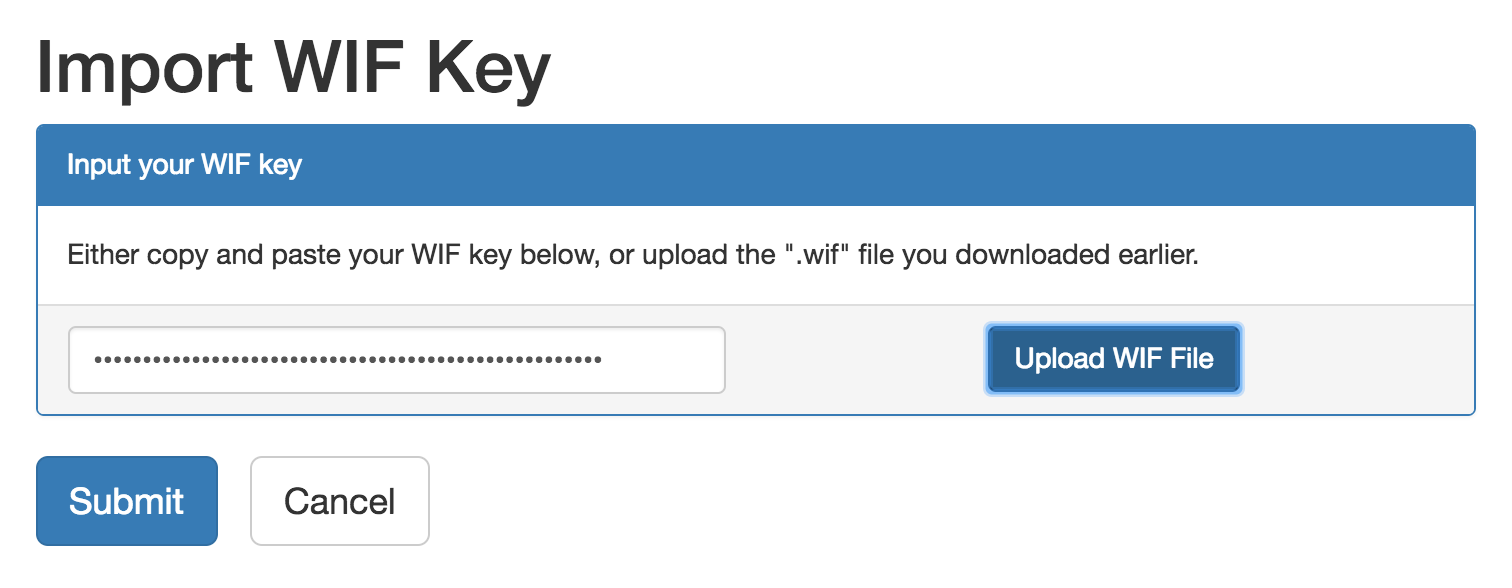 Import WIF Key
Input your WIF key
Either copy and paste your WIF key below, or upload the ".wif" file you downloaded earlier.
Upload WIF File
Submit
Cancel